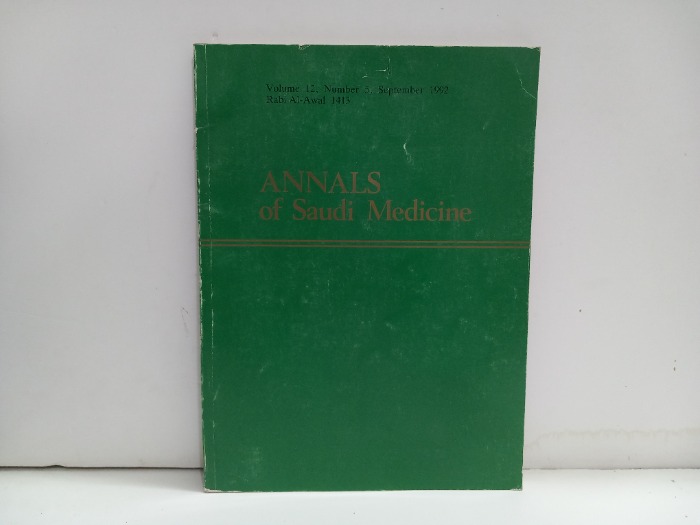 Volume 12, Number 5, September 1992
Rabi Al-Awal 1413
ANNALS
of Saudi Medicine